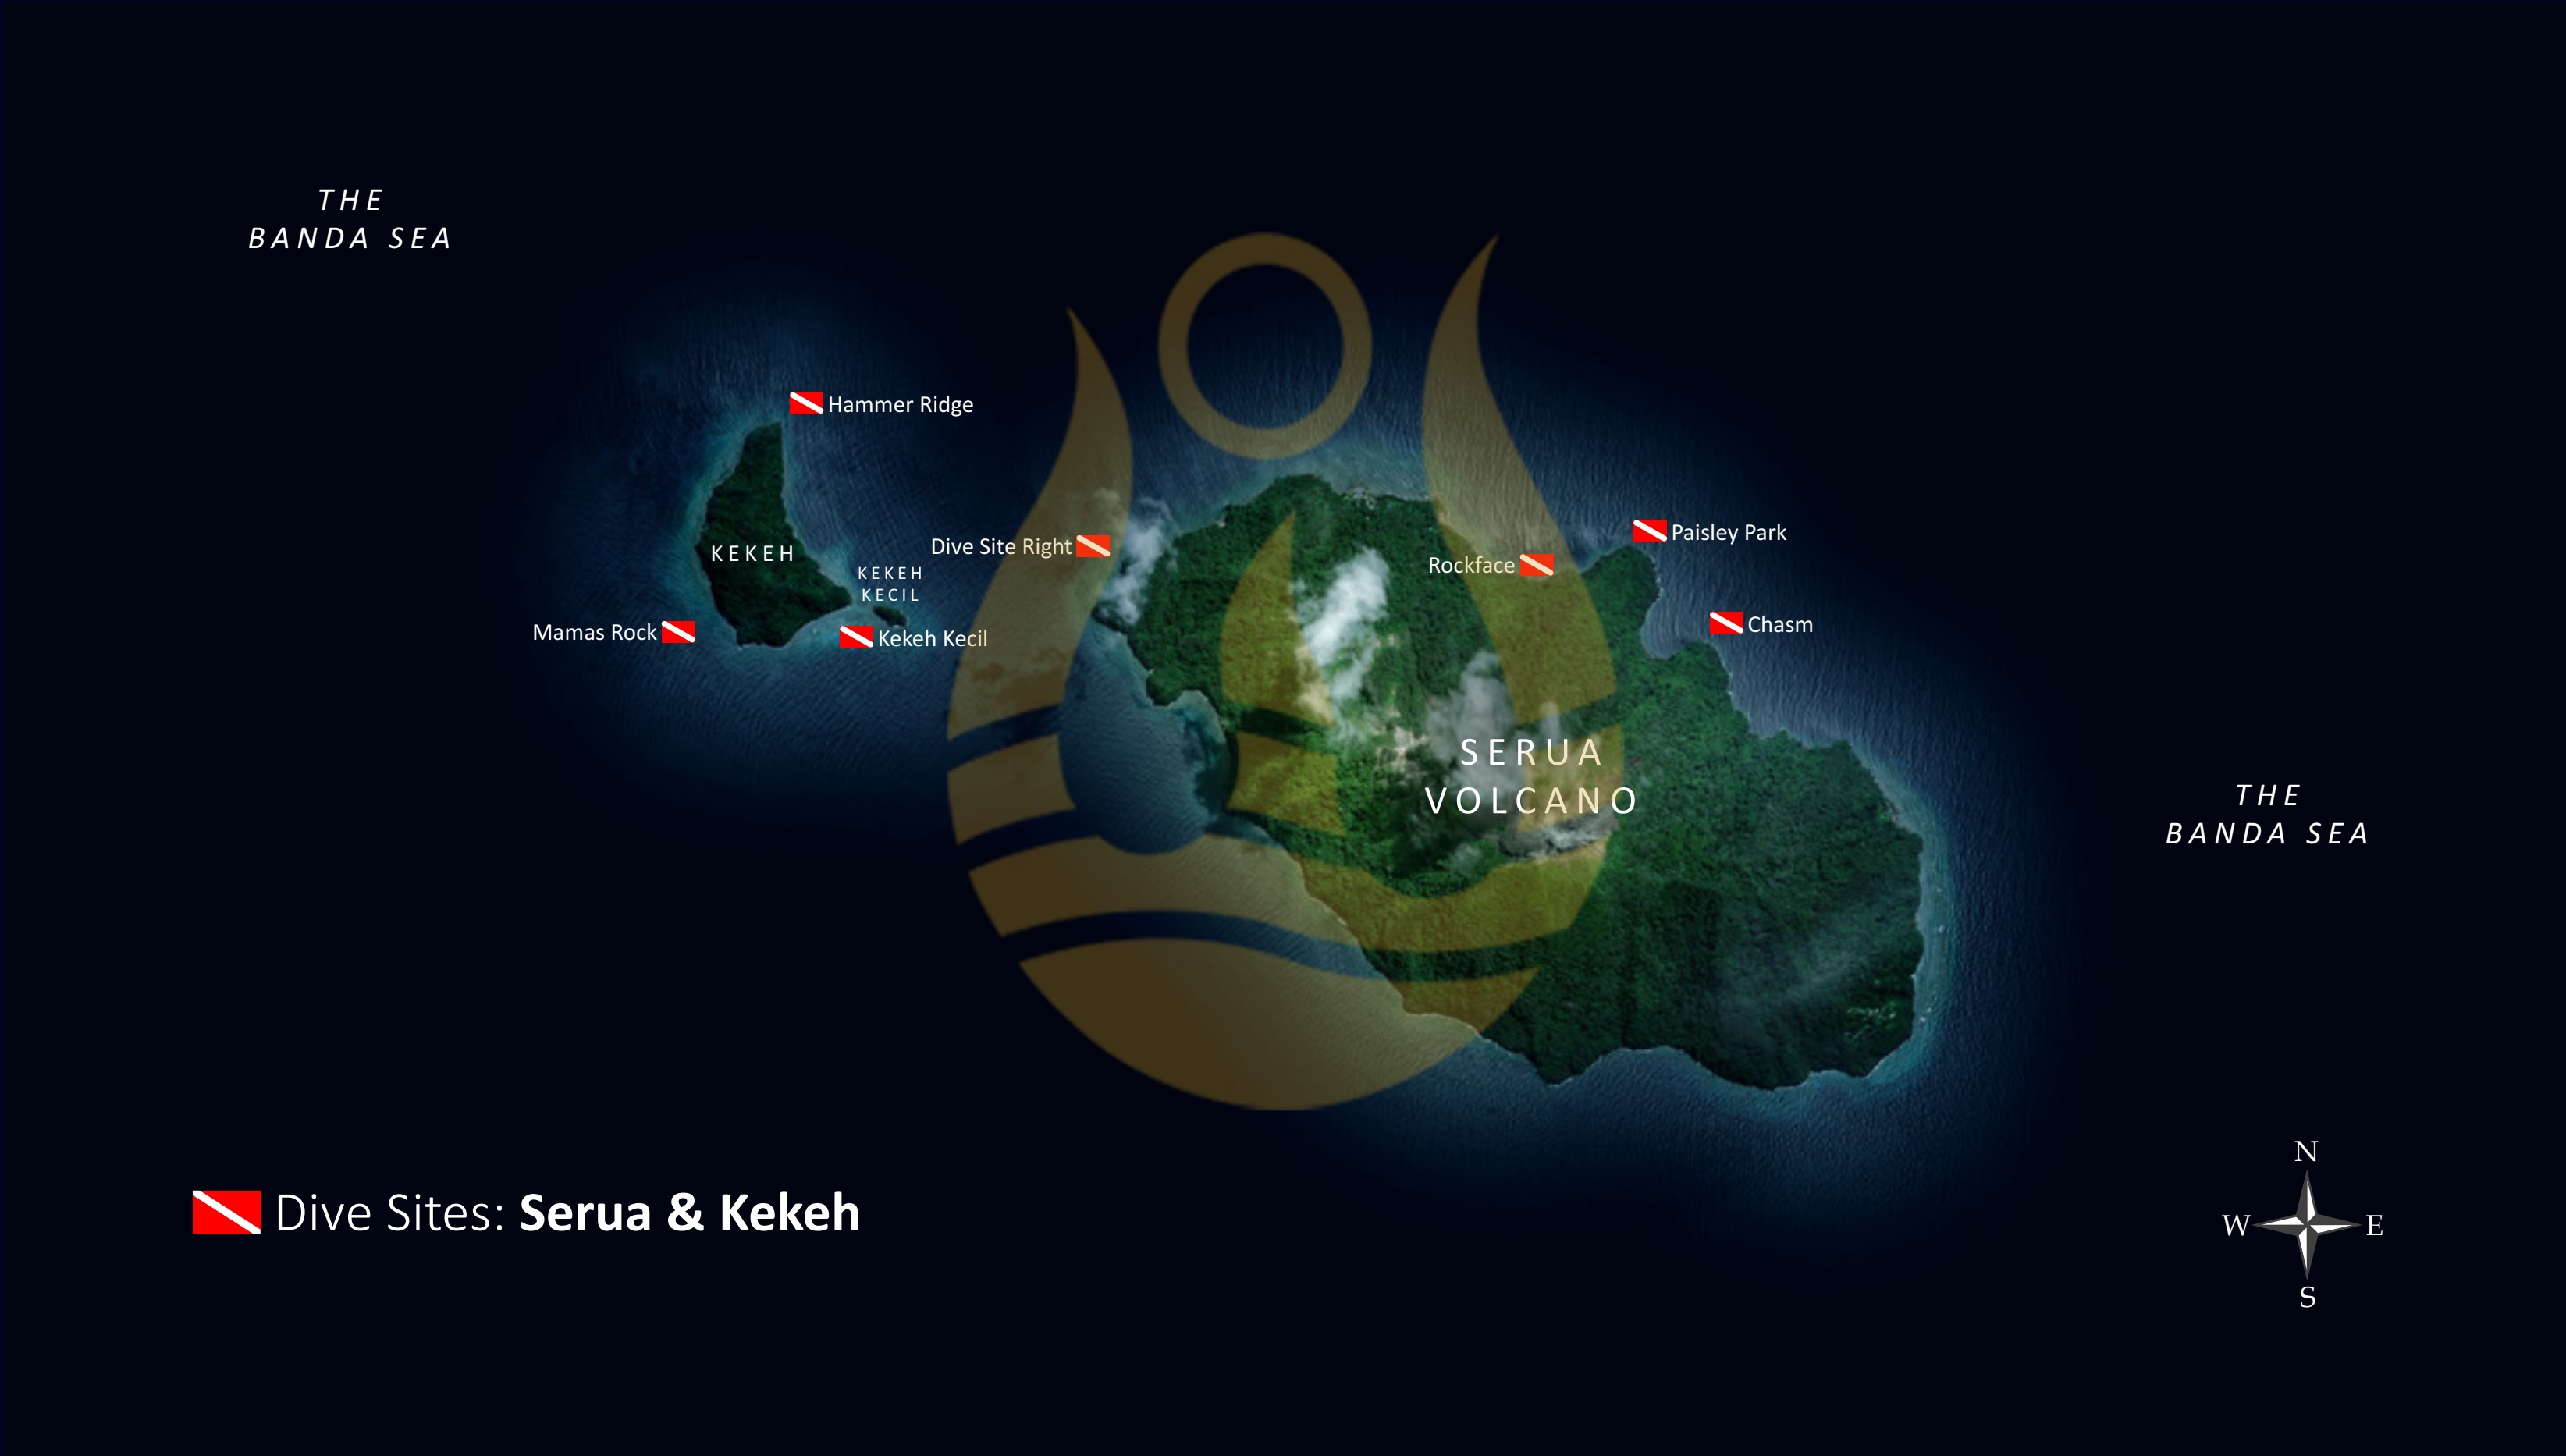 THE
BANDA SEA
Hammer Ridge
Dive Site Right
Paisley Park
KEKEH
Rockface
KEKEH
KECIL
Chasm
Mamas Rock
Kekeh Kecil
SERUA
VOLCANO
THE
BANDA SEA
N
W E
S
Dive Sites: Serua & Kekeh